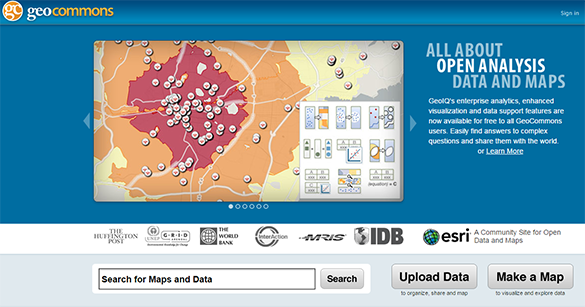 geocommons
Sign in
ALL ABOUT
OPEN ANALYSIS
DATA AND MAPS
GeoIQ's enterprise analytics, enhanced
visualization and data support features are
now available for free to all GeoCommons
users. Easily find answers to complex
questions and share them with the world.
or Learn More
THE HUFFINGTON POST
UNEP
GRID
THE WORLD BANK
InterAction
MRIS
IDB
esri
A Community Site for Open
Data and Maps
Search for Maps and Data
Search
Upload Data
to organize, share and map
Make a Map
to visualize and explore data